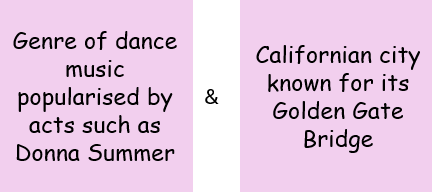 Genre of dance
music
popularised by
acts such as
Donna Summer
&
Californian city
known for its
Golden Gate
Bridge